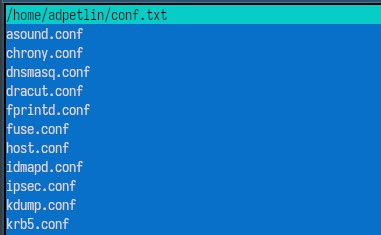 /home/adpetlin/conf.txt
asound.conf
chrony.conf
dnsmasq.conf
dracut.conf
fprintd.conf
fuse.conf
host.conf
idmapd.conf
ipsec.conf
kdump.conf
krb5.conf